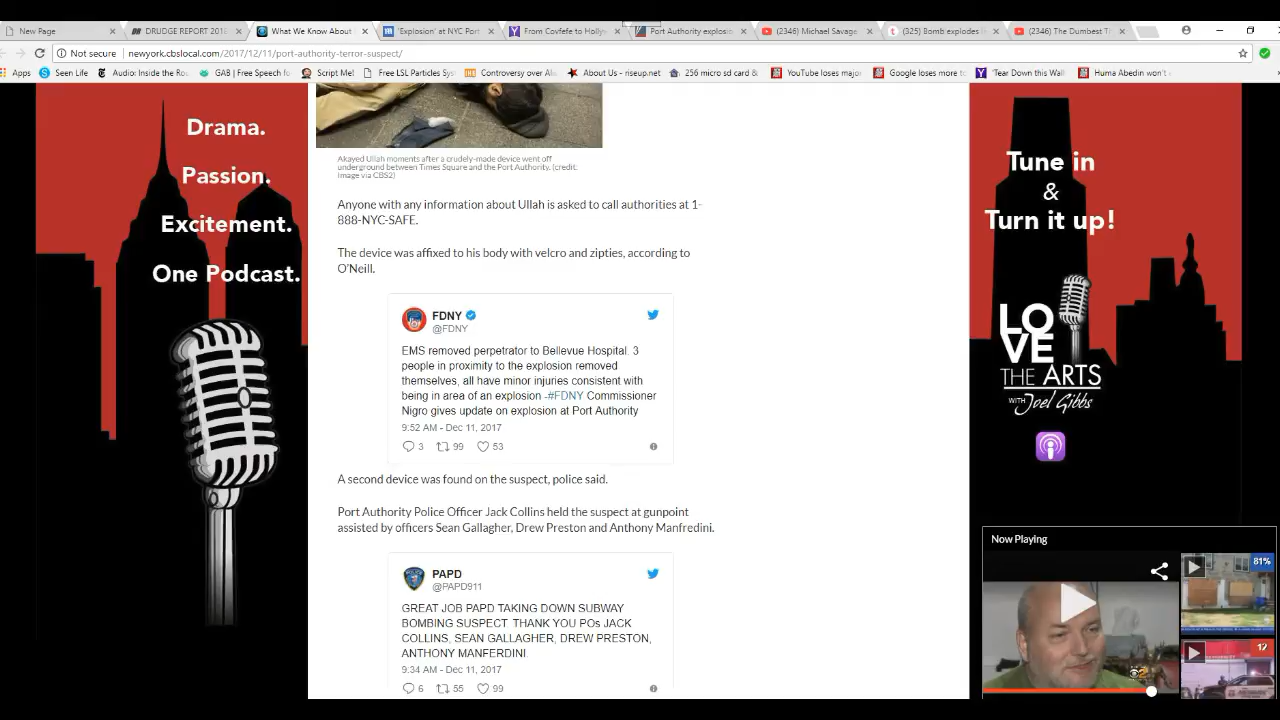 New Page
DRUDGE REPORT 2018
What We Know About
'Explosion' at NYC Port
From Covfefe to Hollyw
Port Authority explosio
(2346) Michael Savage
(325) Bomb explodes i
(2346) The Dumbest T
Not secure
newyork.cbslocal.com/2017/12/11/port-authority-terror-suspect/
Apps
Seen Life
Audio: Inside the Ro
GAB | Free Speech fo
Script Me!
Free LSL Particles Sys
Controversy over Al
About Us - riseup.net
256 micro sd card &
YouTube loses majo
Google loses more to
'Tear Down this Wall
Huma Abedin won't
Drama.
Passion.
Excitement.
One Podcast.
Akayed Ullah moments after a crudely-made device went off
underground between Times Square and the Port Authority. (credit:
Image via CBS2)
Anyone with any information about Ullah is asked to call authorities at 1-
888-NYC-SAFE.
The device was affixed to his body with velcro and zipties, according to
O'Neill.
FDNY
@FDNY
EMS removed perpetrator to Bellevue Hospital. 3
people in proximity to the explosion removed
themselves, all have minor injuries consistent with
being in area of an explosion -#FDNY Commissioner
Nigro gives update on explosion at Port Authority
9:52 AM - Dec 11, 2017
3 99 53
A second device was found on the suspect, police said.
Port Authority Police Officer Jack Collins held the suspect at gunpoint
assisted by officers Sean Gallagher, Drew Preston and Anthony Manfredini.
PAPD
@PAPD911
GREAT JOB PAPD TAKING DOWN SUBWAY
BOMBING SUSPECT. THANK YOU POs JACK
COLLINS, SEAN GALLAGHER, DREW PRESTON,
ANTHONY MANFERDINI.
9:34 AM - Dec 11, 2017
6 55 99
Tune in
&
Turn it up!
LO
VE
THE ARTS
WITH Joel Gibbs
Now Playing
81%
12
2